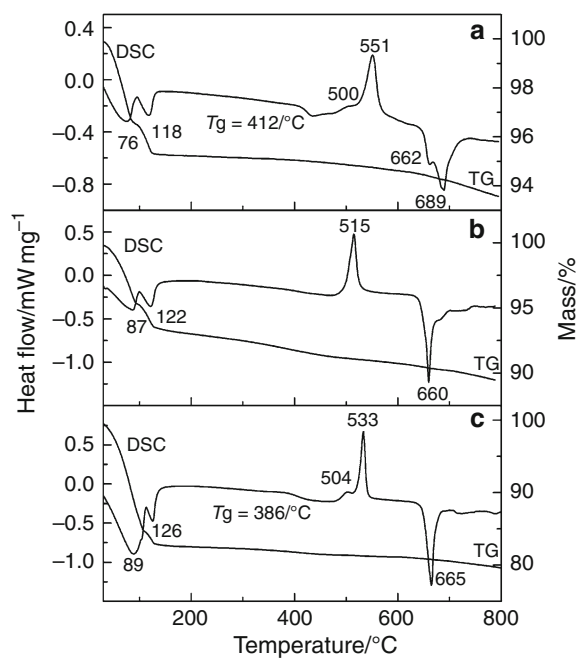 0.4
DSC
551
a
100
0.0
500
98
Tg = 412/°C
76
118
−0.4
96
662
TG
−0.8
689
94
0.5
DSC
515
b
100
0.0
87
122
95
−0.5
−1.0
TG
660
90
533
c
100
0.5
DSC
504
0.0
90
−0.5
126
Tg = 386/°C
89
TG
−1.0
665
80
200
400
600
800
Temperature/°C
Heat flow/mW mg⁻¹
Mass/%